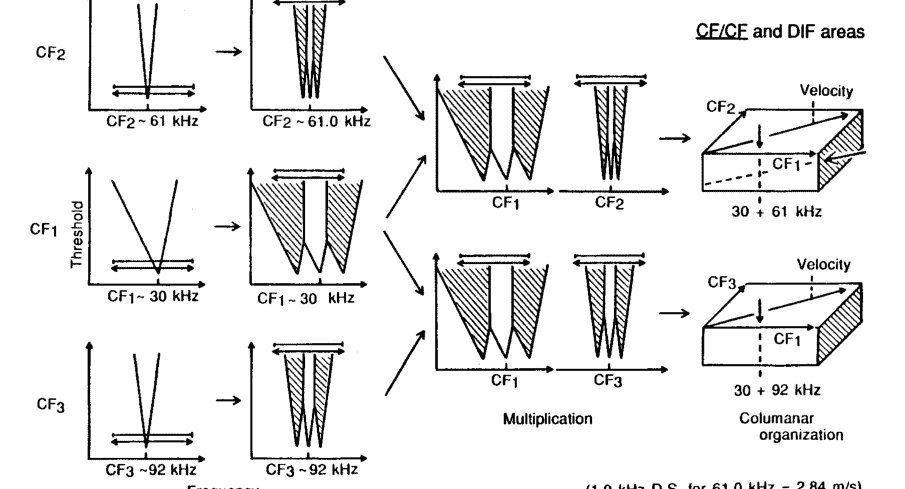 CF/CF and DIF areas
CF2
CF2 ~ 61 kHz
CF2 ~ 61.0 kHz
CF1
CF2
CF2
Velocity
CF1
30 + 61 kHz
CF1
Threshold
CF1 ~ 30 kHz
CF1 ~ 30 kHz
CF3
CF3 ~ 92 kHz
CF3 ~ 92 kHz
CF1
CF3
CF3
Velocity
CF1
30 + 92 kHz
Multiplication
Columanar
organization
Frequency
(1.0 kHz D.S. for 61.0 kHz = 2.84 m/s)